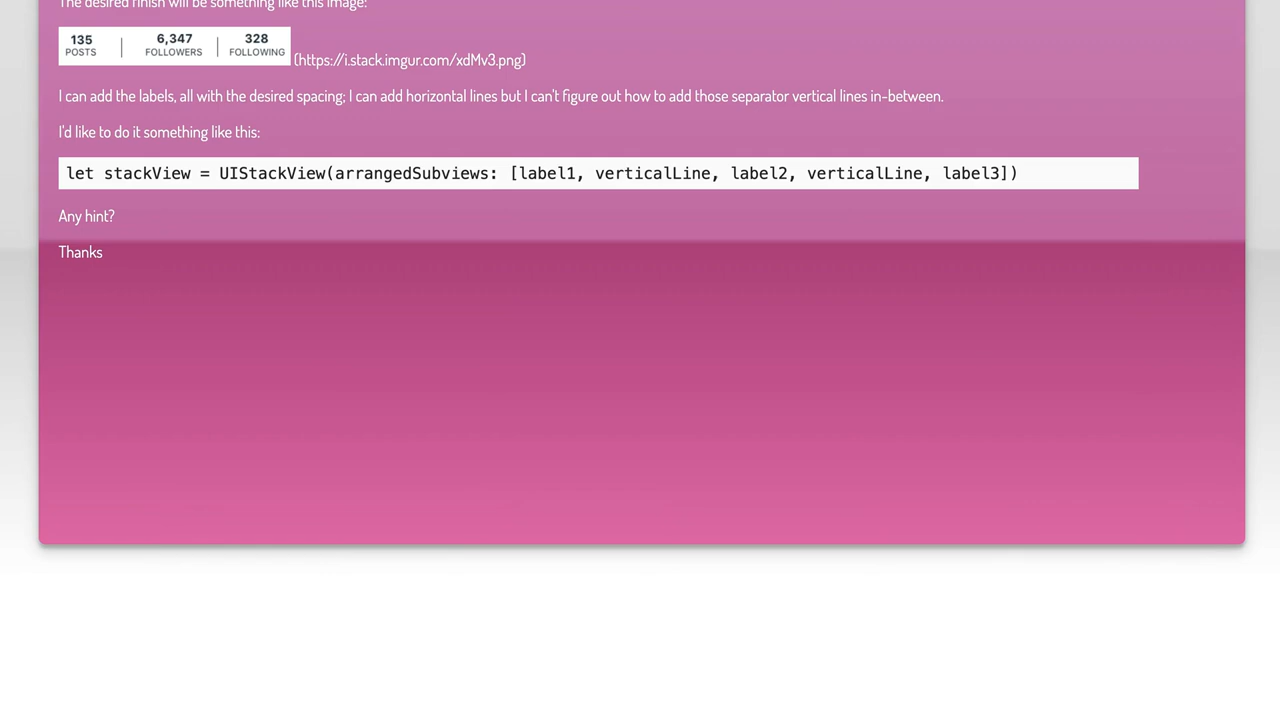 The desired finish will be something like this image:
135 6,347 328
POSTS FOLLOWERS FOLLOWING
(https://i.stack.imgur.com/xdMv3.png)
I can add the labels, all with the desired spacing; I can add horizontal lines but I can't figure out how to add those separator vertical lines in-between.
I'd like to do it something like this:
let stackView = UIStackView(arrangedSubviews: [label1, verticalLine, label2, verticalLine, label3])
Any hint?
Thanks